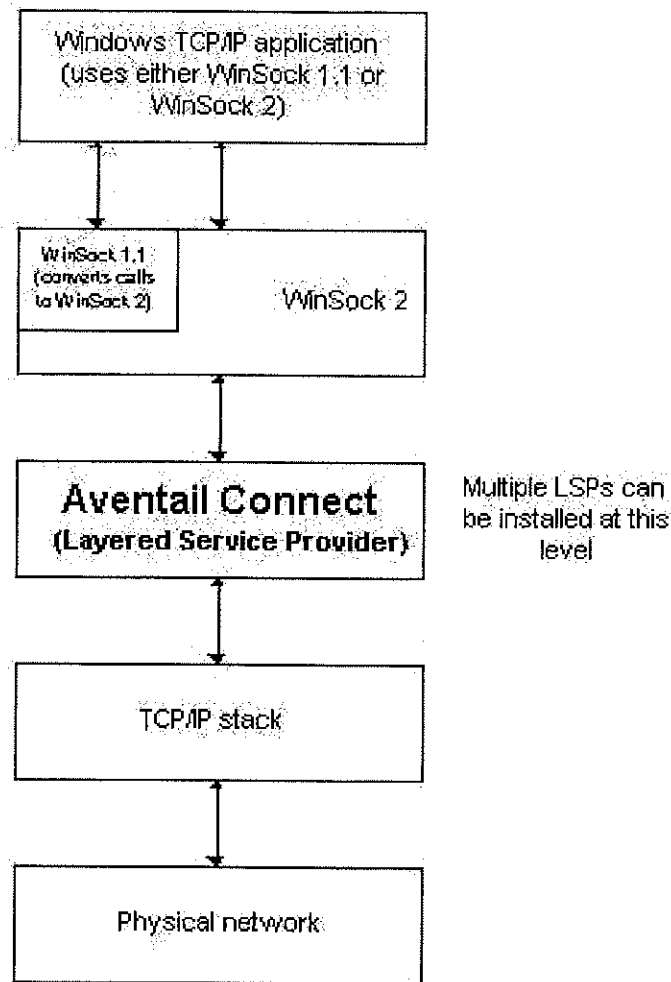 Windows TCP/IP application
(uses either WinSock 1.1 or
WinSock 2)
WinSock 1.1
(converts calls
to WinSock 2)
WinSock 2
Aventail Connect
(Layered Service Provider)
Multiple LSPs can
be installed at this
level
TCP/IP stack
Physical network